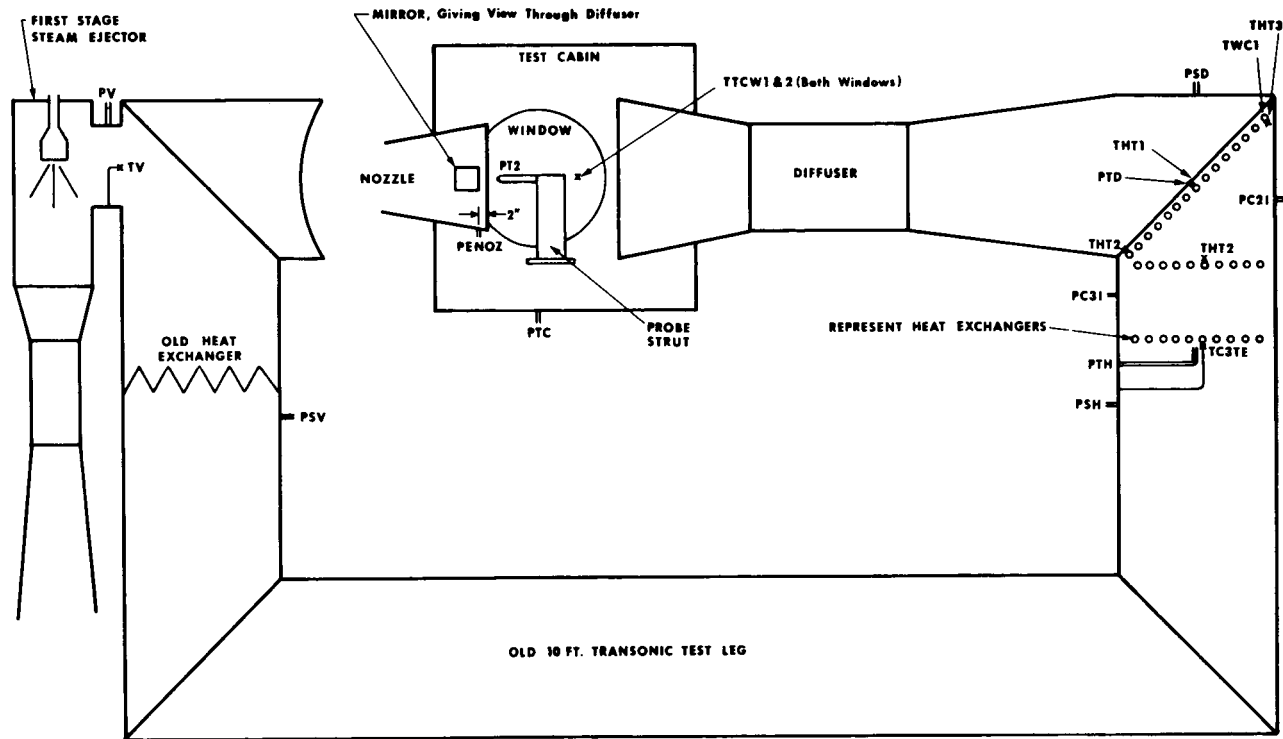 FIRST STAGE
STEAM EJECTOR
MIRROR, Giving View Through Diffuser
THT3
TWC1
TEST CABIN
TTCW1 & 2 (Both Windows)
PSD
PV
WINDOW
TV
PT2
NOZZLE
DIFFUSER
THT1
PTD
PC21
2"
PENOZ
THT2
THT2
PC31
PTC
PROBE
STRUT
REPRESENT HEAT EXCHANGERS
OLD HEAT
EXCHANGER
TC3TE
PTH
PSV
PSH
OLD 10 FT. TRANSONIC TEST LEG